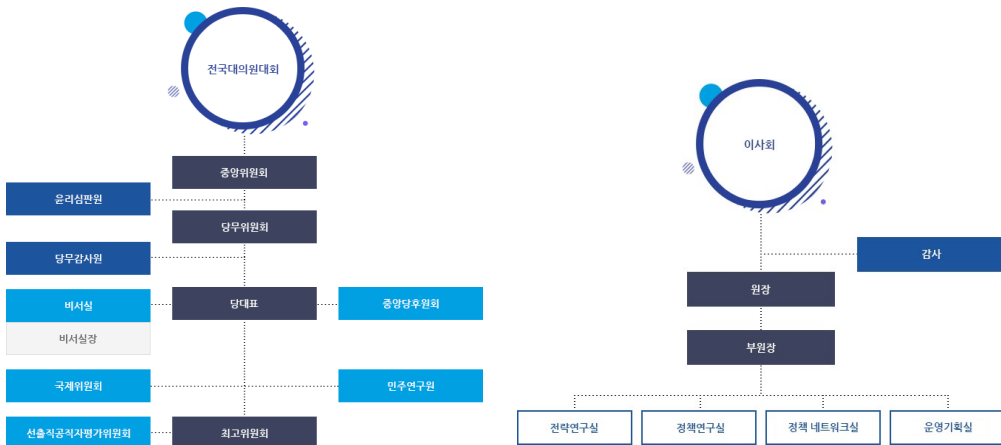 전국대의원대회
중앙위원회
윤리심판원
당무위원회
당무감사원
비서실
당대표
중앙당후원회
비서실장
국제위원회
민주연구원
선출직공직자평가위원회
최고위원회
이사회
감사
원장
부원장
전략연구실
정책연구실
정책 네트워크실
운영기획실